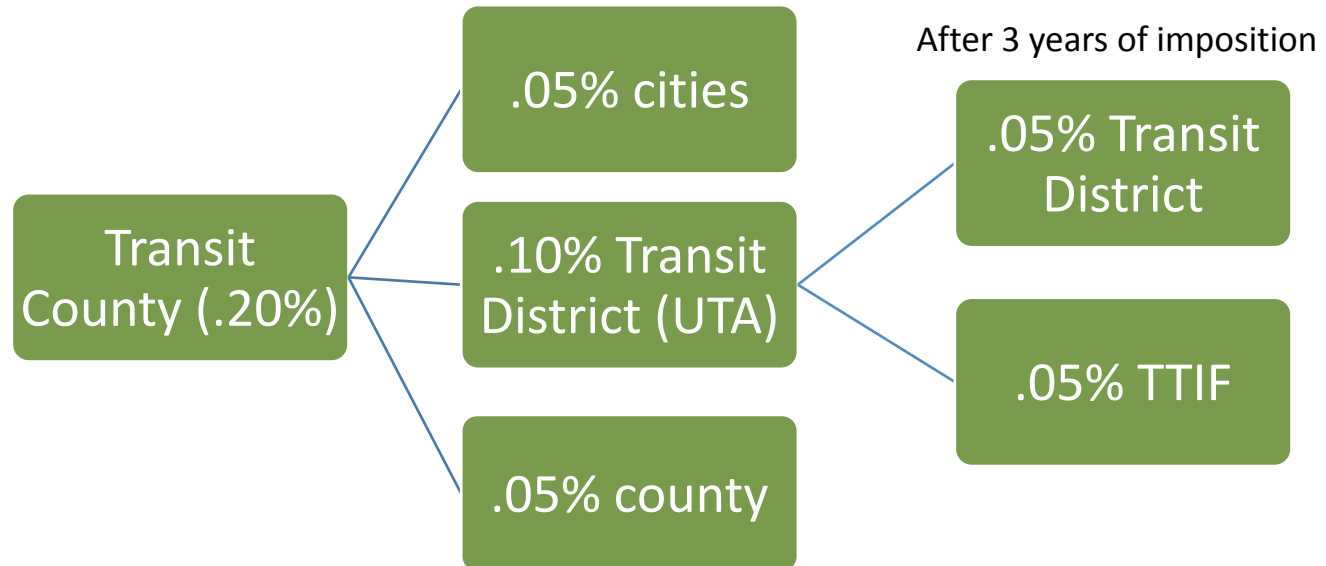 Transit
County (.20%)
.05% cities
.10% Transit
District (UTA)
.05% county
After 3 years of imposition
.05% Transit
District
.05% TTIF